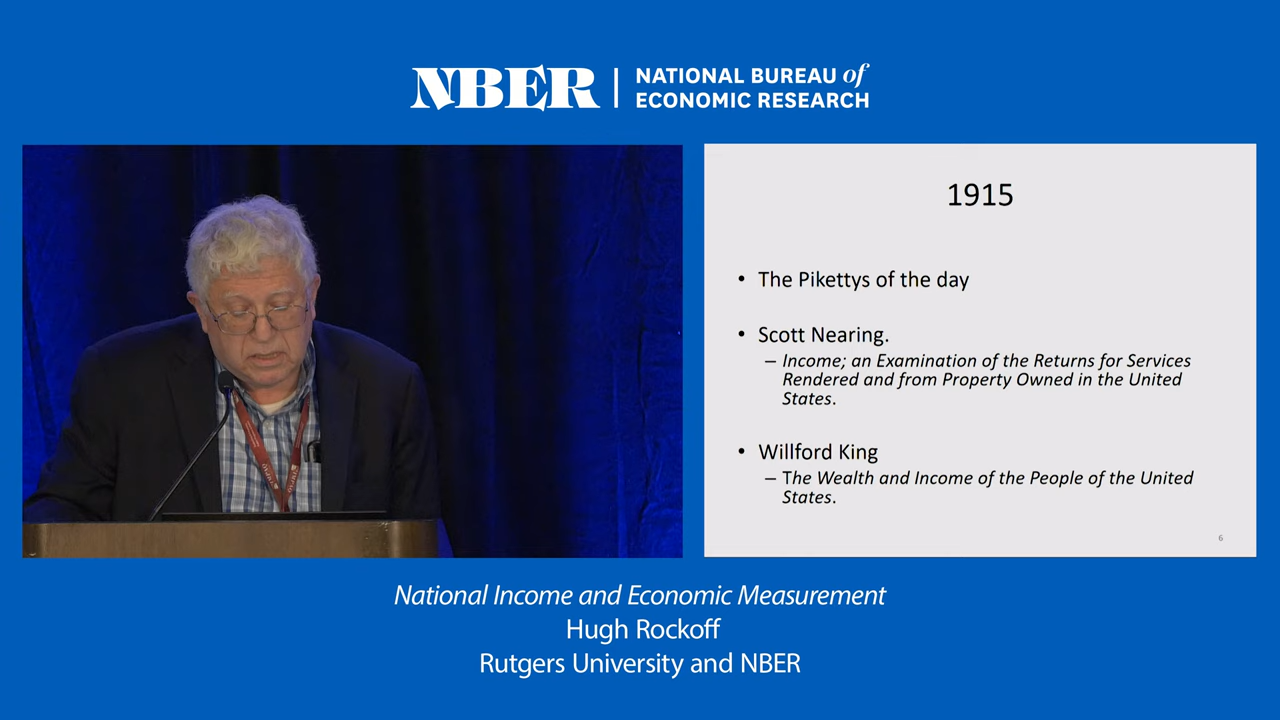 NBER | NATIONAL BUREAU of
ECONOMIC RESEARCH
1915
• The Pikettys of the day
• Scott Nearing.
– Income; an Examination of the Returns for Services
Rendered and from Property Owned in the United
States.
• Willford King
– The Wealth and Income of the People of the United
States.
6
National Income and Economic Measurement
Hugh Rockoff
Rutgers University and NBER